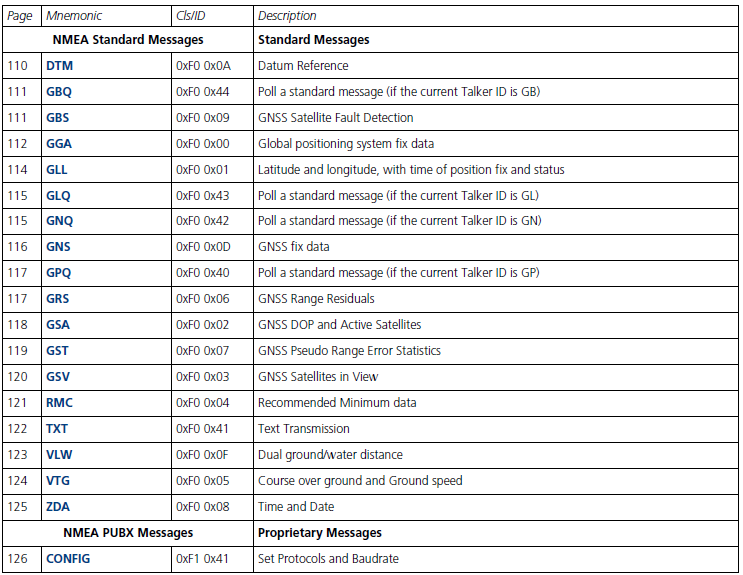 Page Mnemonic Cls/ID Description
NMEA Standard Messages Standard Messages
110 DTM 0xF0 0x0A Datum Reference
111 GBQ 0xF0 0x44 Poll a standard message (if the current Talker ID is GB)
111 GBS 0xF0 0x09 GNSS Satellite Fault Detection
112 GGA 0xF0 0x00 Global positioning system fix data
114 GLL 0xF0 0x01 Latitude and longitude, with time of position fix and status
115 GLQ 0xF0 0x43 Poll a standard message (if the current Talker ID is GL)
115 GNQ 0xF0 0x42 Poll a standard message (if the current Talker ID is GN)
116 GNS 0xF0 0x0D GNSS fix data
117 GPQ 0xF0 0x40 Poll a standard message (if the current Talker ID is GP)
117 GRS 0xF0 0x06 GNSS Range Residuals
118 GSA 0xF0 0x02 GNSS DOP and Active Satellites
119 GST 0xF0 0x07 GNSS Pseudo Range Error Statistics
120 GSV 0xF0 0x03 GNSS Satellites in View
121 RMC 0xF0 0x04 Recommended Minimum data
122 TXT 0xF0 0x41 Text Transmission
123 VLW 0xF0 0x0F Dual ground/water distance
124 VTG 0xF0 0x05 Course over ground and Ground speed
125 ZDA 0xF0 0x08 Time and Date
NMEA PUBX Messages Proprietary Messages
126 CONFIG 0xF1 0x41 Set Protocols and Baudrate